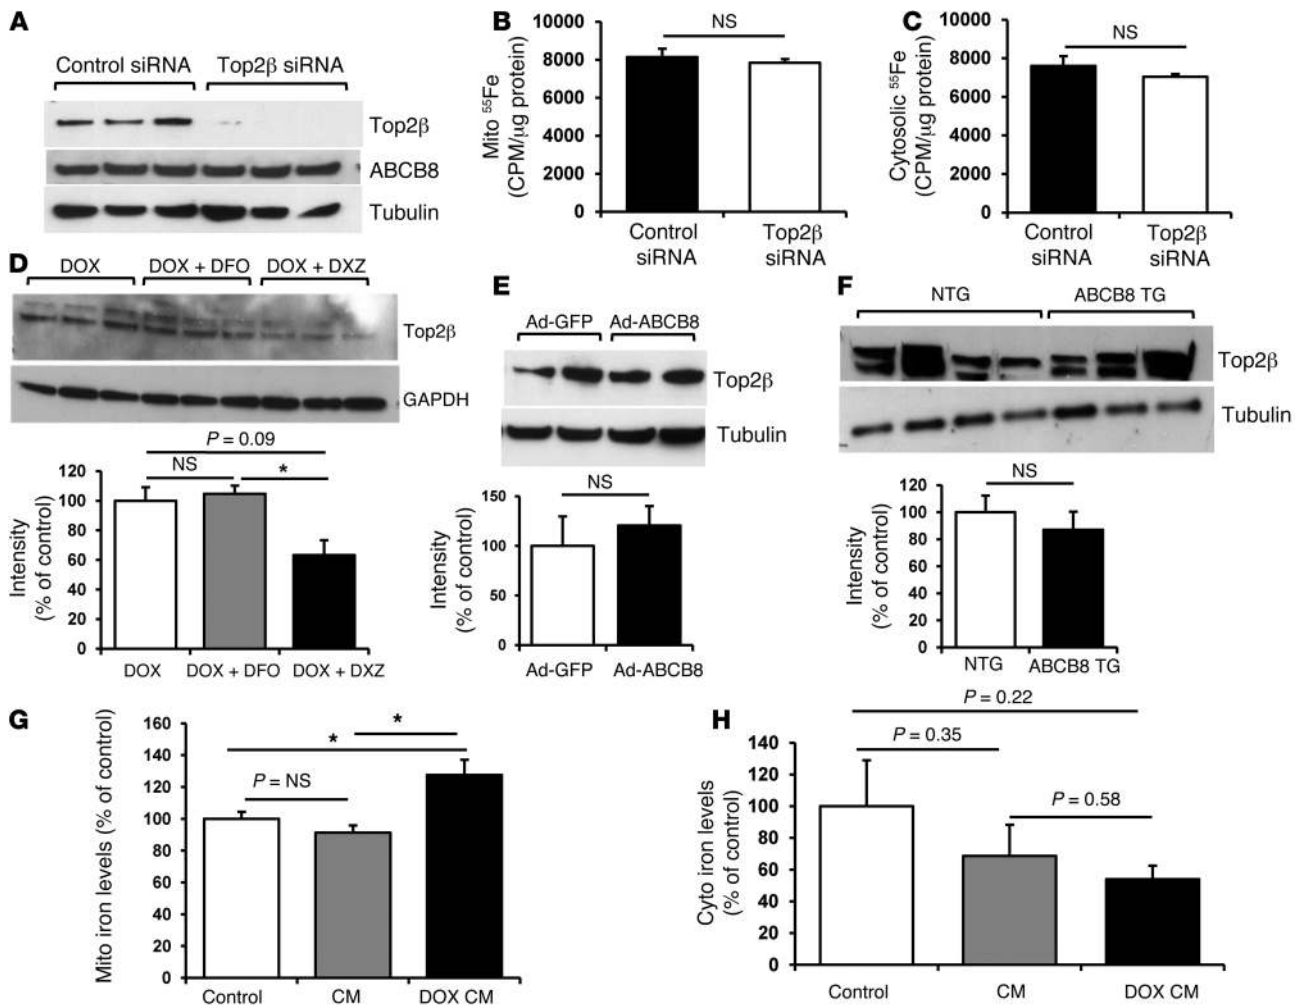 A
Control siRNA Top2β siRNA
Top2β
ABCB8
Tubulin
B
10000
8000
6000
4000
2000
0
Mito ⁵⁵Fe
(CPM/μg protein)
NS
Control
siRNA
Top2β
siRNA
C
10000
8000
6000
4000
2000
0
Cytosolic ⁵⁵Fe
(CPM/μg protein)
NS
Control
siRNA
Top2β
siRNA
D
DOX DOX + DFO DOX + DXZ
Top2β
GAPDH
P = 0.09
NS
*
120
100
80
60
40
20
0
Intensity
(% of control)
DOX DOX + DFO DOX + DXZ
E
Ad-GFP Ad-ABCB8
Top2β
Tubulin
NS
150
100
50
0
Intensity
(% of control)
Ad-GFP Ad-ABCB8
F
NTG ABCB8 TG
Top2β
Tubulin
NS
120
100
80
60
40
20
0
Intensity
(% of control)
NTG ABCB8 TG
G
160
140
120
100
80
60
40
20
0
Mito iron levels (% of control)
*
*
P = NS
Control CM DOX CM
H
P = 0.22
P = 0.35
P = 0.58
140
120
100
80
60
40
20
0
Cyto iron levels
(% of control)
Control CM DOX CM